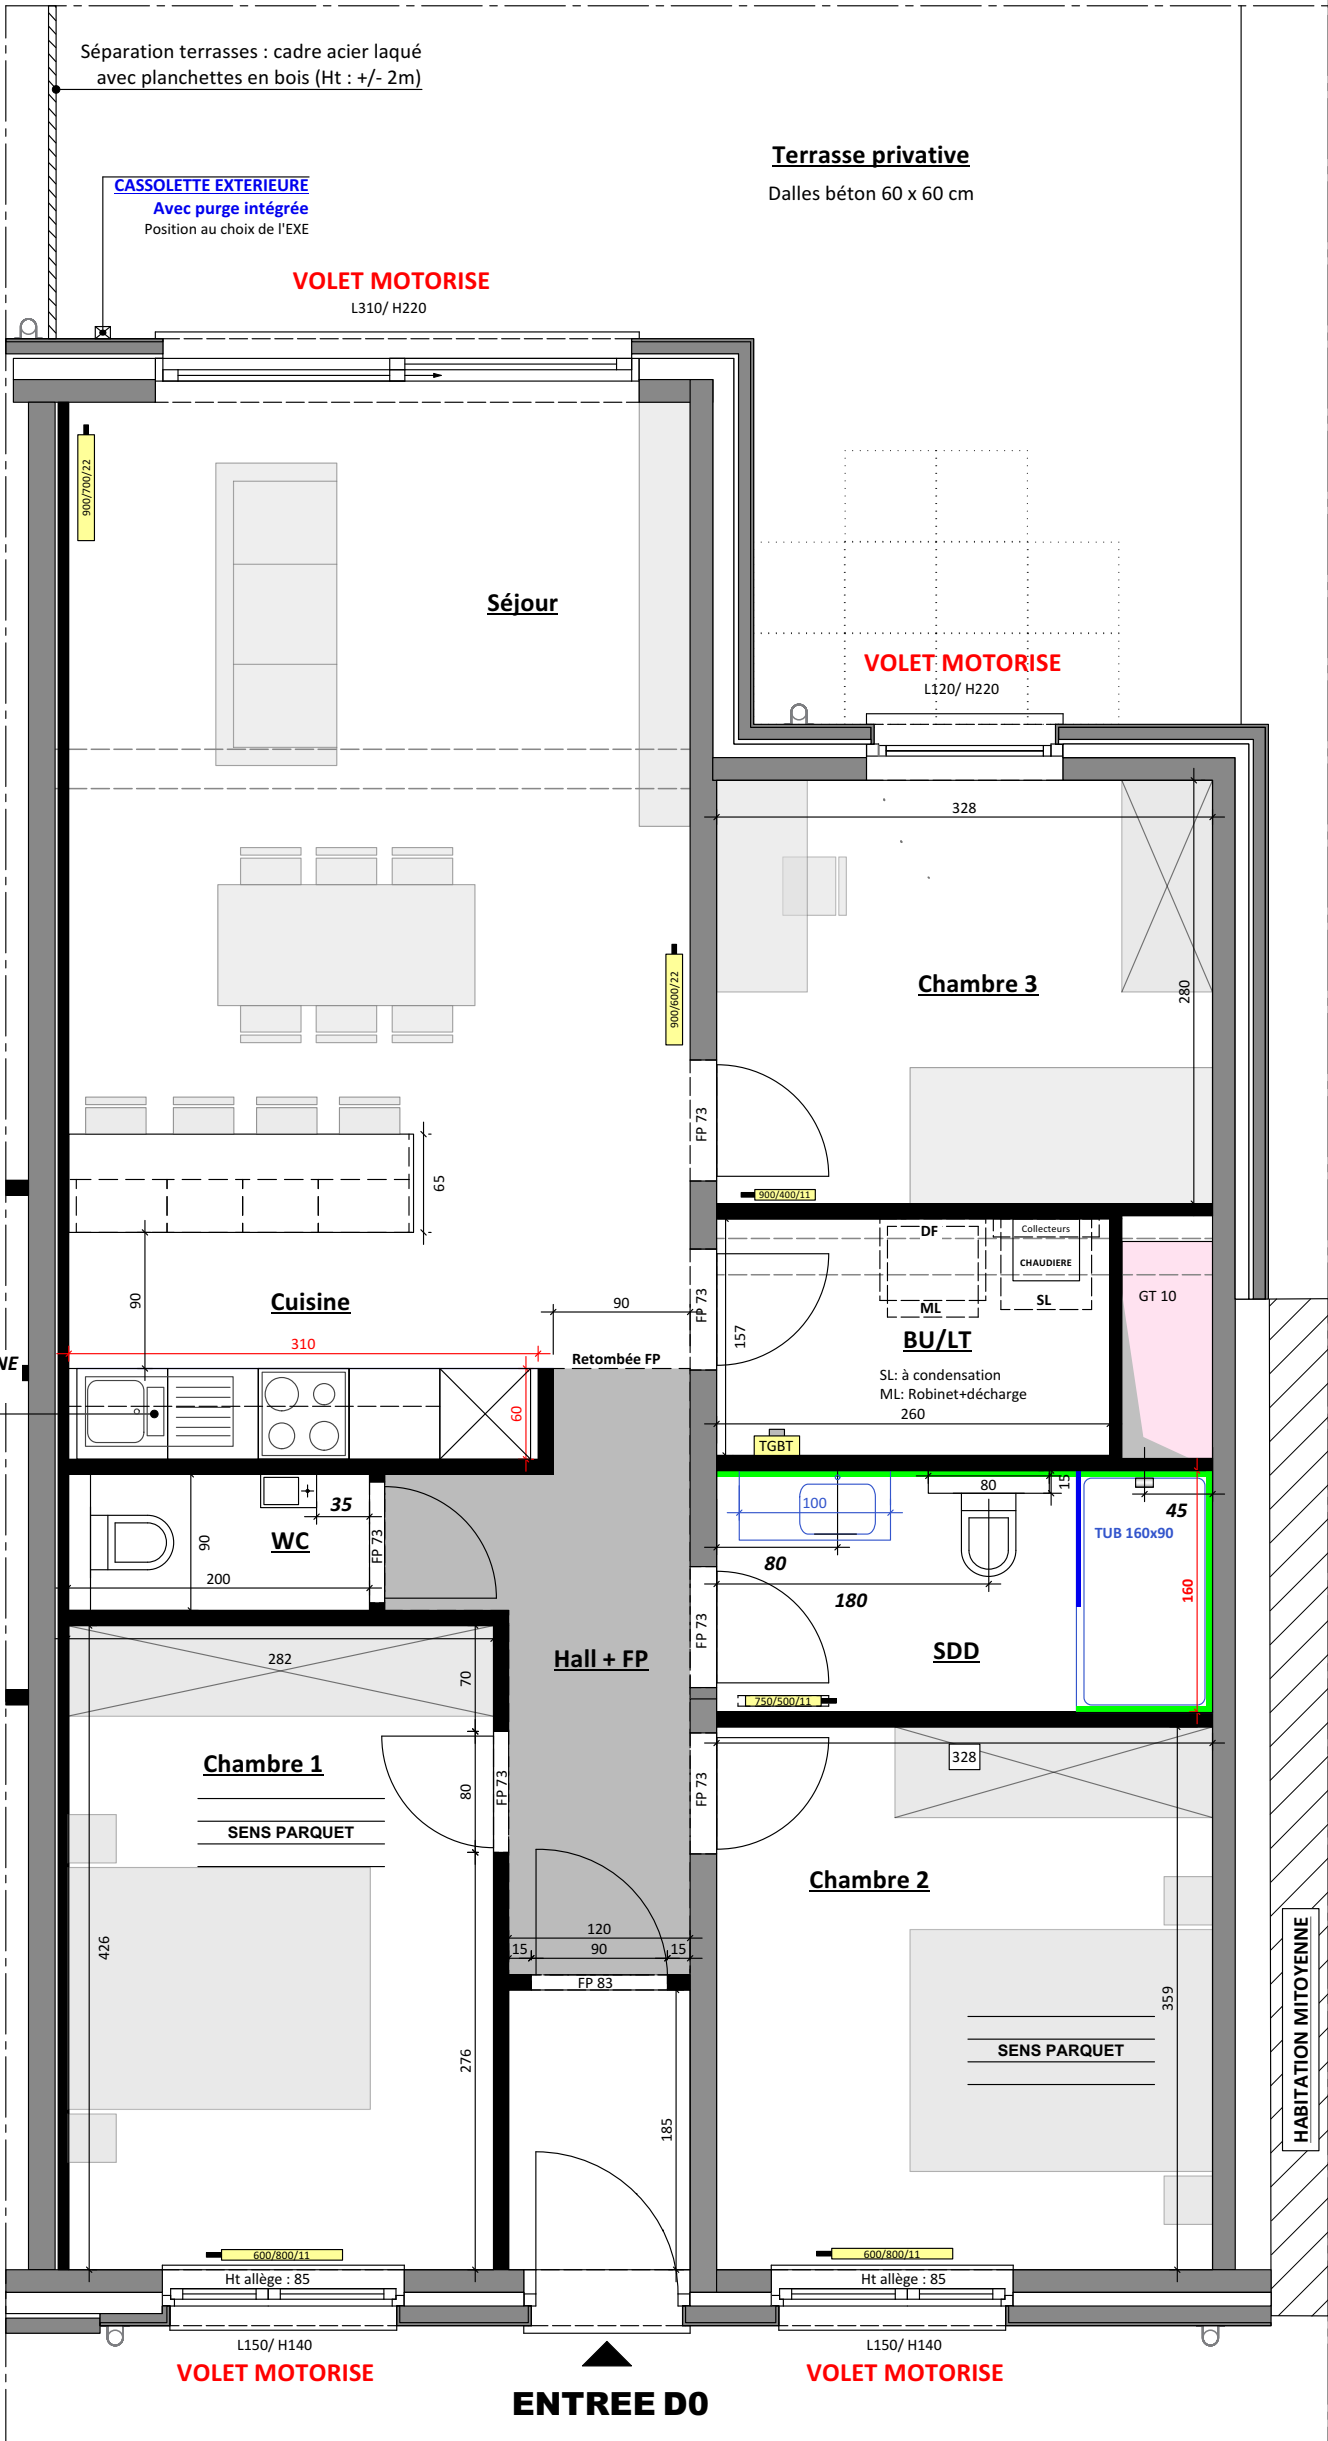 Séparation terrasses : cadre acier laqué
avec planchettes en bois (Ht : +/- 2m)
Terrasse privative
Dalles béton 60 x 60 cm
CASSOLETTE EXTERIEURE
Avec purge intégrée
Position au choix de l'EXE
VOLET MOTORISE
L310/ H220
900/700/22
Séjour
VOLET MOTORISE
L120/ H220
328
Chambre 3
280
900/600/22
FP 73
65
900/400/11
DF
Collecteurs
CHAUDIERE
ML
SL
GT 10
90
Cuisine
90
FP 73
157
BU/LT
310
Retombée FP
SL: à condensation
ML: Robinet+décharge
260
NE
60
TGBT
35
WC
90
200
FP 73
100
80
15
45
TUB 160x90
80
180
160
FP 73
SDD
Hall + FP
282
70
750/500/11
Chambre 1
80
FP 73
FP 73
328
SENS PARQUET
Chambre 2
426
120
15
90
15
FP 83
359
SENS PARQUET
276
185
HABITATION MITOYENNE
600/800/11
600/800/11
Ht allège : 85
Ht allège : 85
L150/ H140
L150/ H140
VOLET MOTORISE
VOLET MOTORISE
ENTREE D0